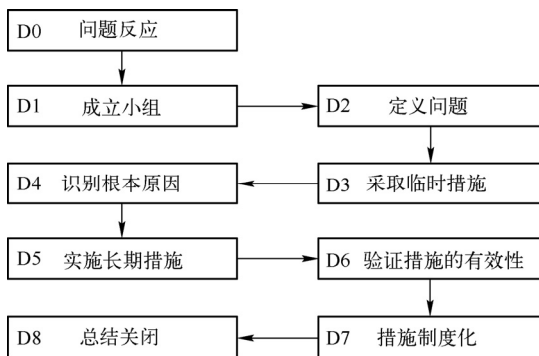 D0 问题反应
D1 成立小组
D2 定义问题
D3 采取临时措施
D4 识别根本原因
D5 实施长期措施
D6 验证措施的有效性
D7 措施制度化
D8 总结关闭